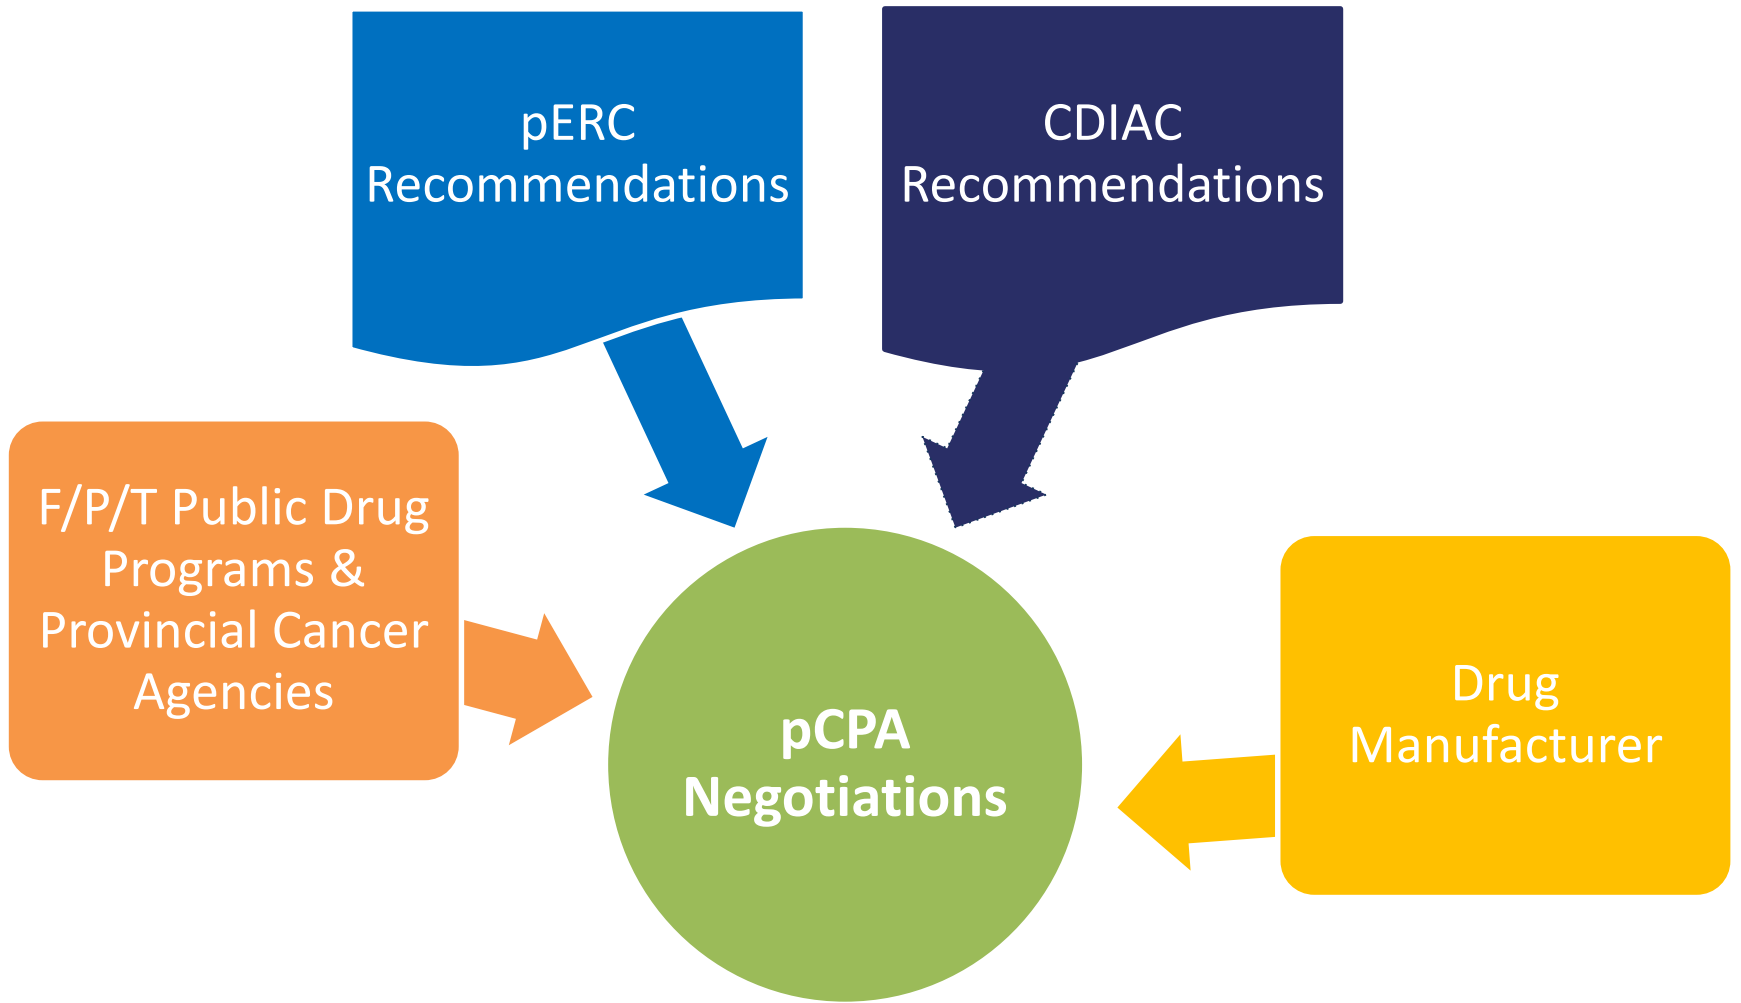 pERC
Recommendations
CDIAC
Recommendations
F/P/T Public Drug
Programs &
Provincial Cancer
Agencies
pCPA
Negotiations
Drug
Manufacturer